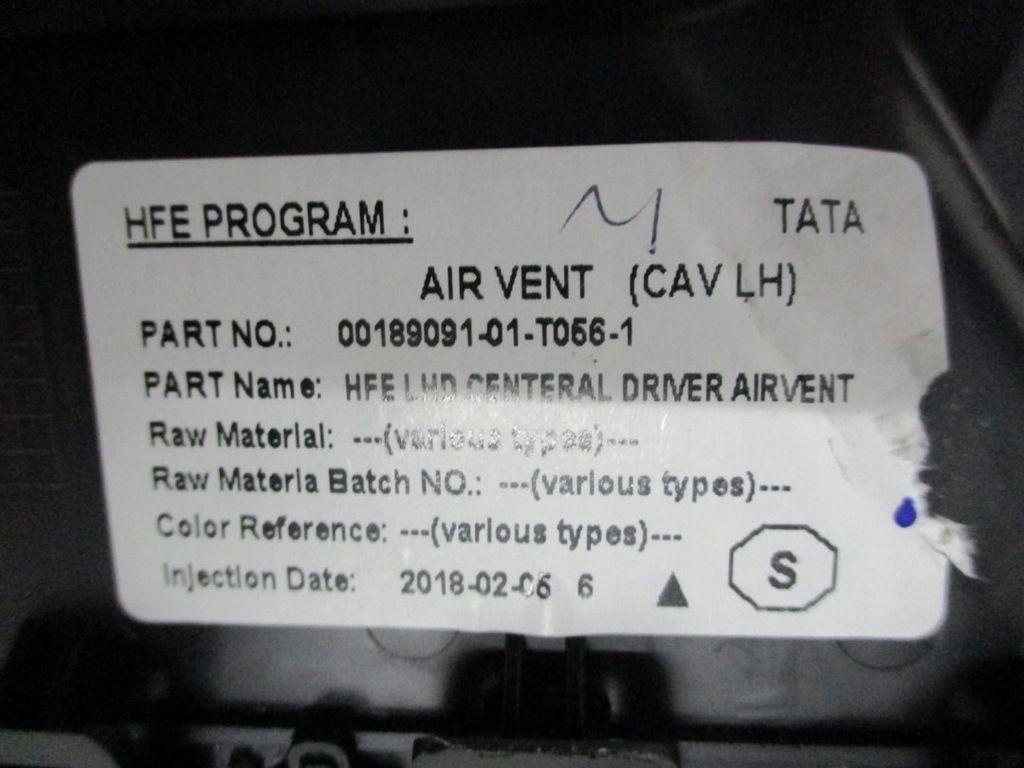 HFE PROGRAM : TATA
AIR VENT (CAV LH)
PART NO.: 00189091-01-T056-1
PART Name: HFE LHD CENTERAL DRIVER AIRVENT
Raw Material: ---(various types)---
Raw Materia Batch NO.: ---(various types)---
Color Reference: ---(various types)---
Injection Date: 2018-02-06 6
S